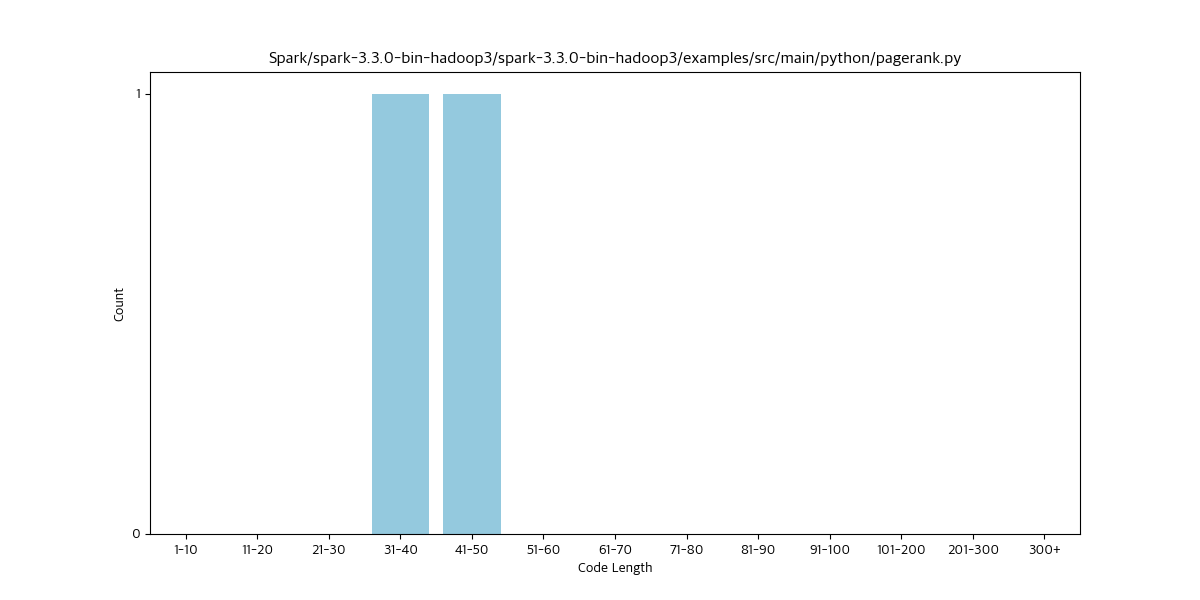 Spark/spark-3.3.0-bin-hadoop3/spark-3.3.0-bin-hadoop3/examples/src/main/python/pagerank.py
1
Count
0
1-10 11-20 21-30 31-40 41-50 51-60 61-70 71-80 81-90 91-100 101-200 201-300 300+
Code Length